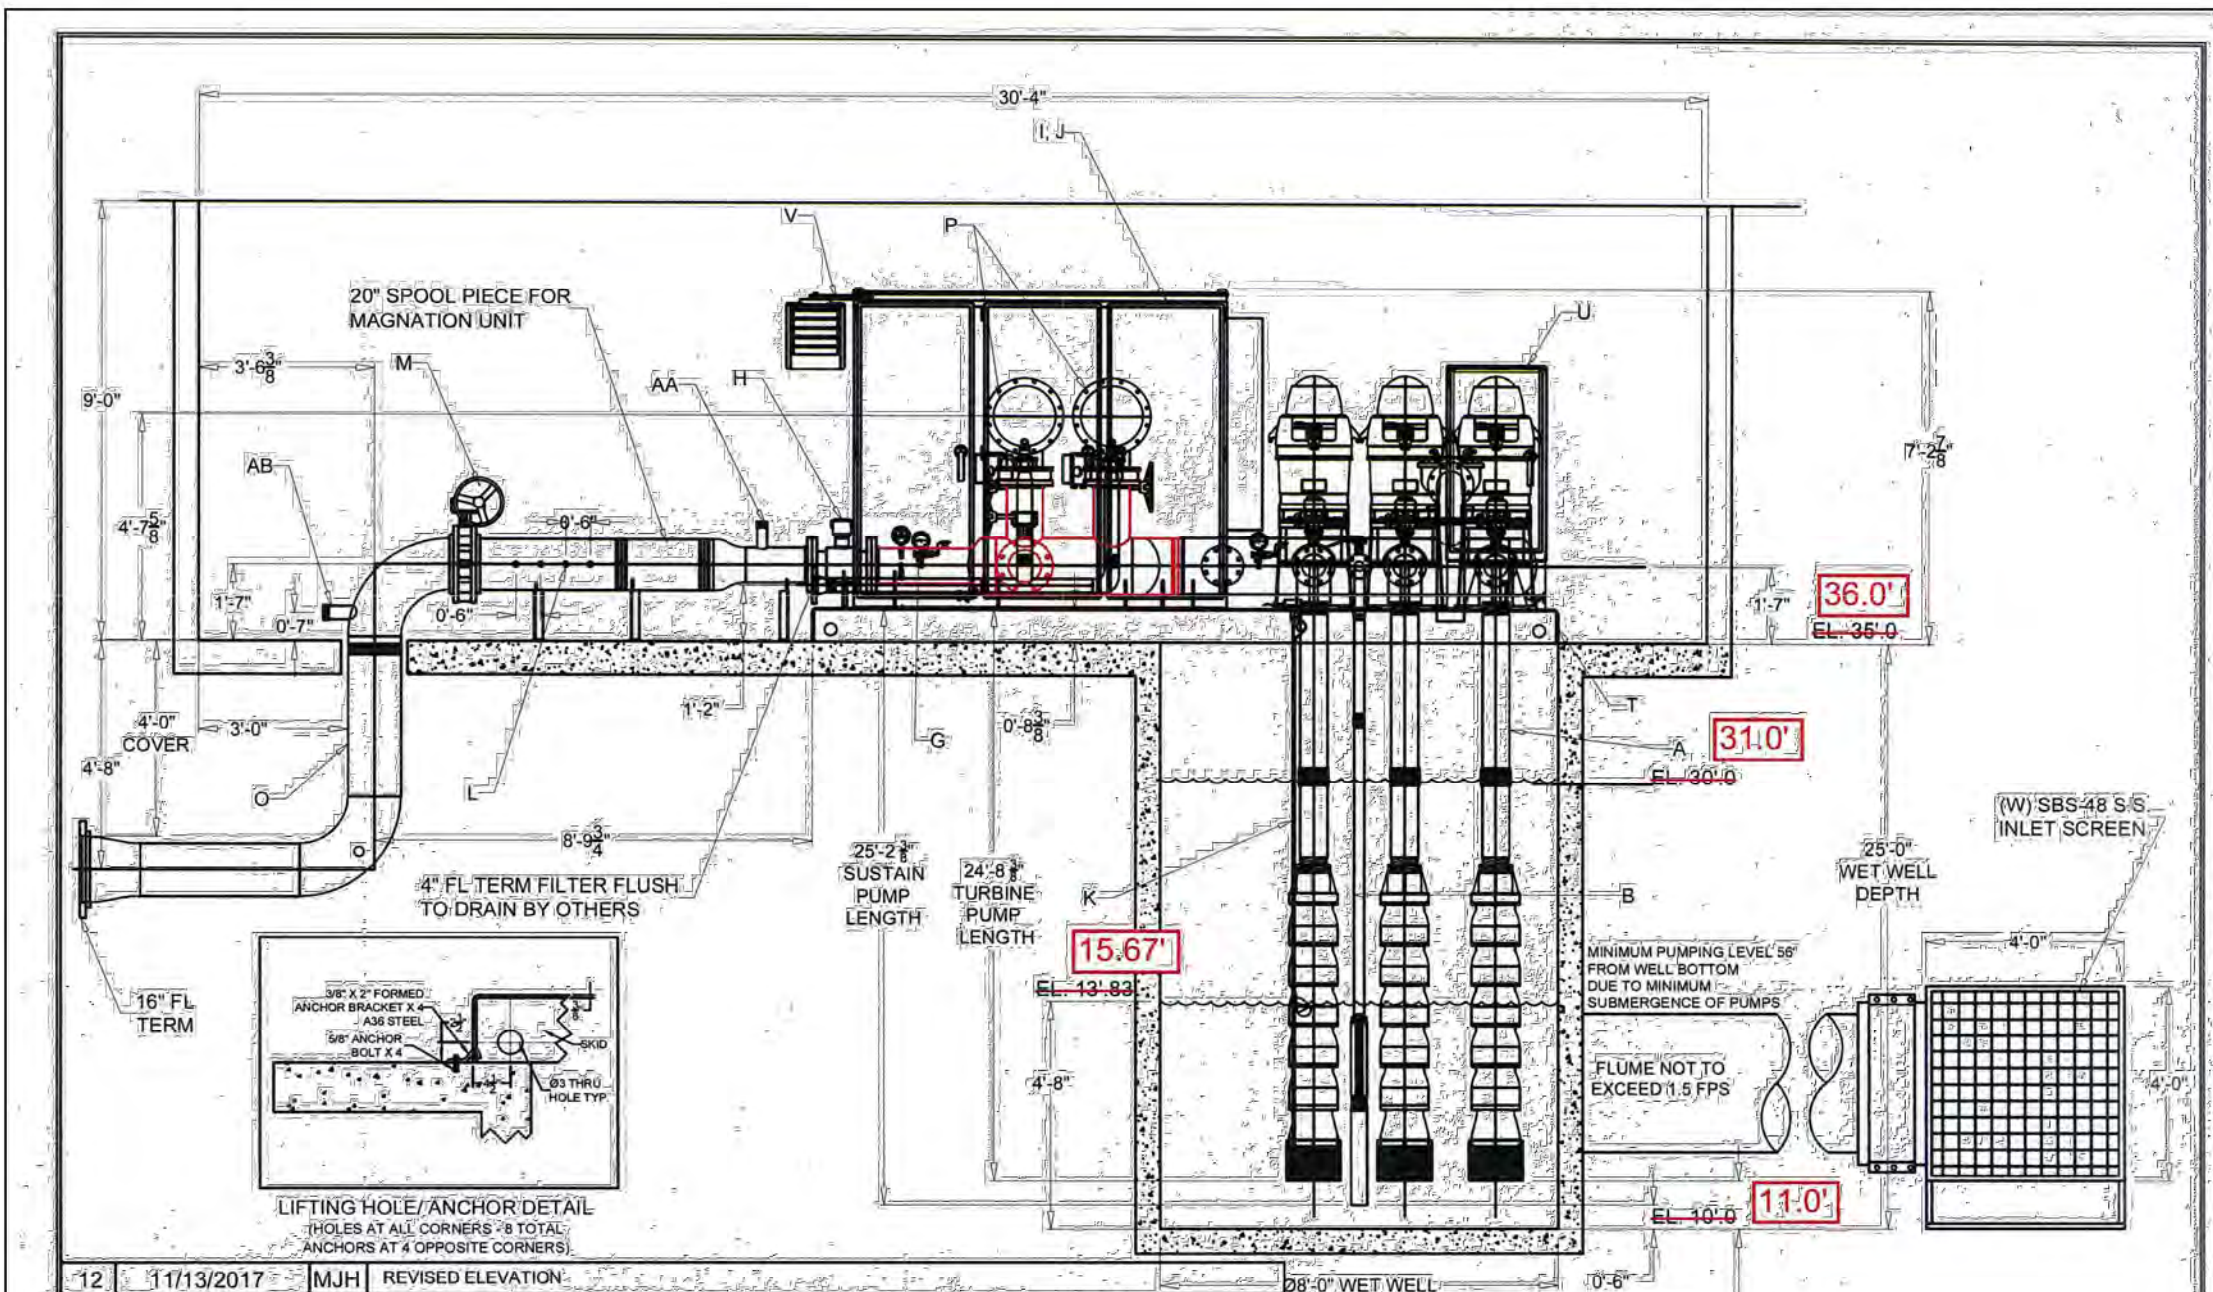 30'-4"
I, J
V
P
20" SPOOL PIECE FOR
MAGNATION UNIT
U
3'-6 3/8"
M
AA
H
9'-0"
7'-2 7/8"
AB
4'-7 5/8"
0'-6"
1'-7"
0'-7"
0'-6"
1'-7"
36.0'
EL. 35'.0
4'-0"
COVER
3'-0"
1'-2"
0'-8 3/8"
G
T
A
31.0'
EL. 30'.0
4'-8"
O
L
8'-9 3/4"
(W) SBS-48 S.S.
INLET SCREEN
25'-2 3/8"
SUSTAIN
PUMP
LENGTH
24'-8 3/8"
TURBINE
PUMP
LENGTH
25'-0"
WET WELL
DEPTH
4" FL TERM FILTER FLUSH
TO DRAIN BY OTHERS
K
B
15.67'
EL. 13'.83
4'-0"
MINIMUM PUMPING LEVEL 56"
FROM WELL BOTTOM
DUE TO MINIMUM
SUBMERGENCE OF PUMPS
16" FL
TERM
3/8" X 2" FORMED
ANCHOR BRACKET X 4
A36 STEEL
5/8" ANCHOR
BOLT X 4
SKID
Ø3 THRU
HOLE TYP.
4'-8"
FLUME NOT TO
EXCEED 1.5 FPS
4'-0"
LIFTING HOLE/ ANCHOR DETAIL
(HOLES AT ALL CORNERS - 8 TOTAL
ANCHORS AT 4 OPPOSITE CORNERS)
11.0'
EL. 10'.0
12 11/13/2017 MJH REVISED ELEVATION
Ø8'-0" WET WELL
0'-6"